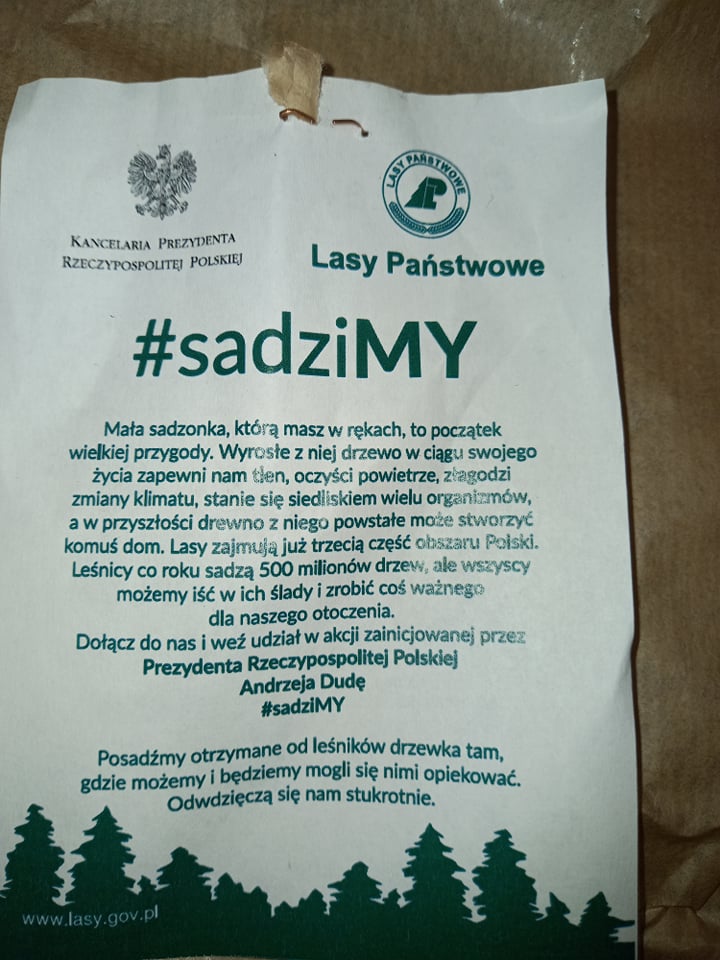 KANCELARIA PREZYDENTA
RZECZYPOSPOLITEJ POLSKIEJ
LASY PAŃSTWOWE
Lasy Państwowe
#sadziMY
Mała sadzonka, którą masz w rękach, to początek
wielkiej przygody. Wyrosłe z niej drzewo w ciągu swojego
życia zapewni nam tlen, oczyści powietrze, złagodzi
zmiany klimatu, stanie się siedliskiem wielu organizmów,
a w przyszłości drewno z niego powstałe może stworzyć
komuś dom. Lasy zajmują już trzecią część obszaru Polski.
Leśnicy co roku sadzą 500 milionów drzew, ale wszyscy
możemy iść w ich ślady i zrobić coś ważnego
dla naszego otoczenia.
Dołącz do nas i weź udział w akcji zainicjowanej przez
Prezydenta Rzeczypospolitej Polskiej
Andrzeja Dudę
#sadziMY
Posadźmy otrzymane od leśników drzewka tam,
gdzie możemy i będziemy mogli się nimi opiekować.
Odwdzięczą się nam stukrotnie.
www.lasy.gov.pl